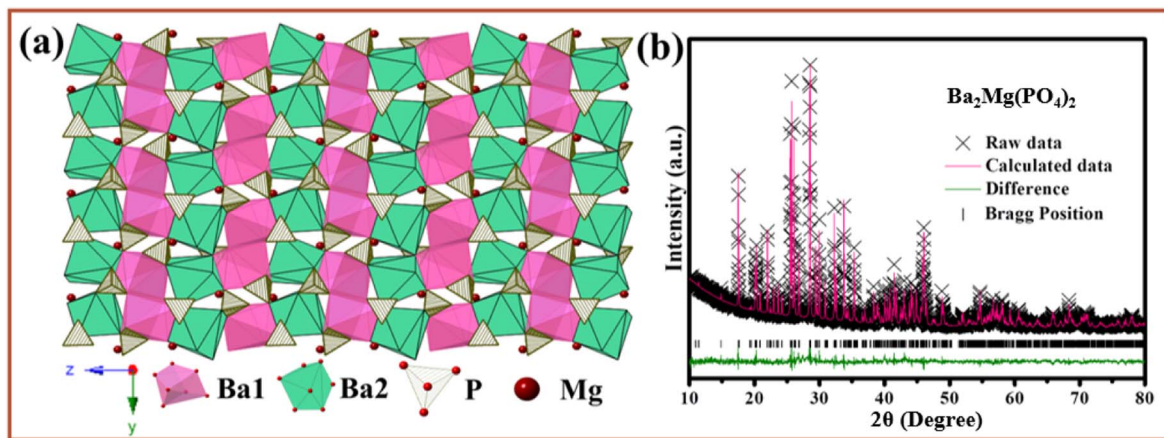 (a)
z
y
Ba1
Ba2
P
Mg
(b)
Ba₂Mg(PO₄)₂
Raw data
Calculated data
Difference
Bragg Position
Intensity (a.u.)
10 20 30 40 50 60 70 80
2θ (Degree)